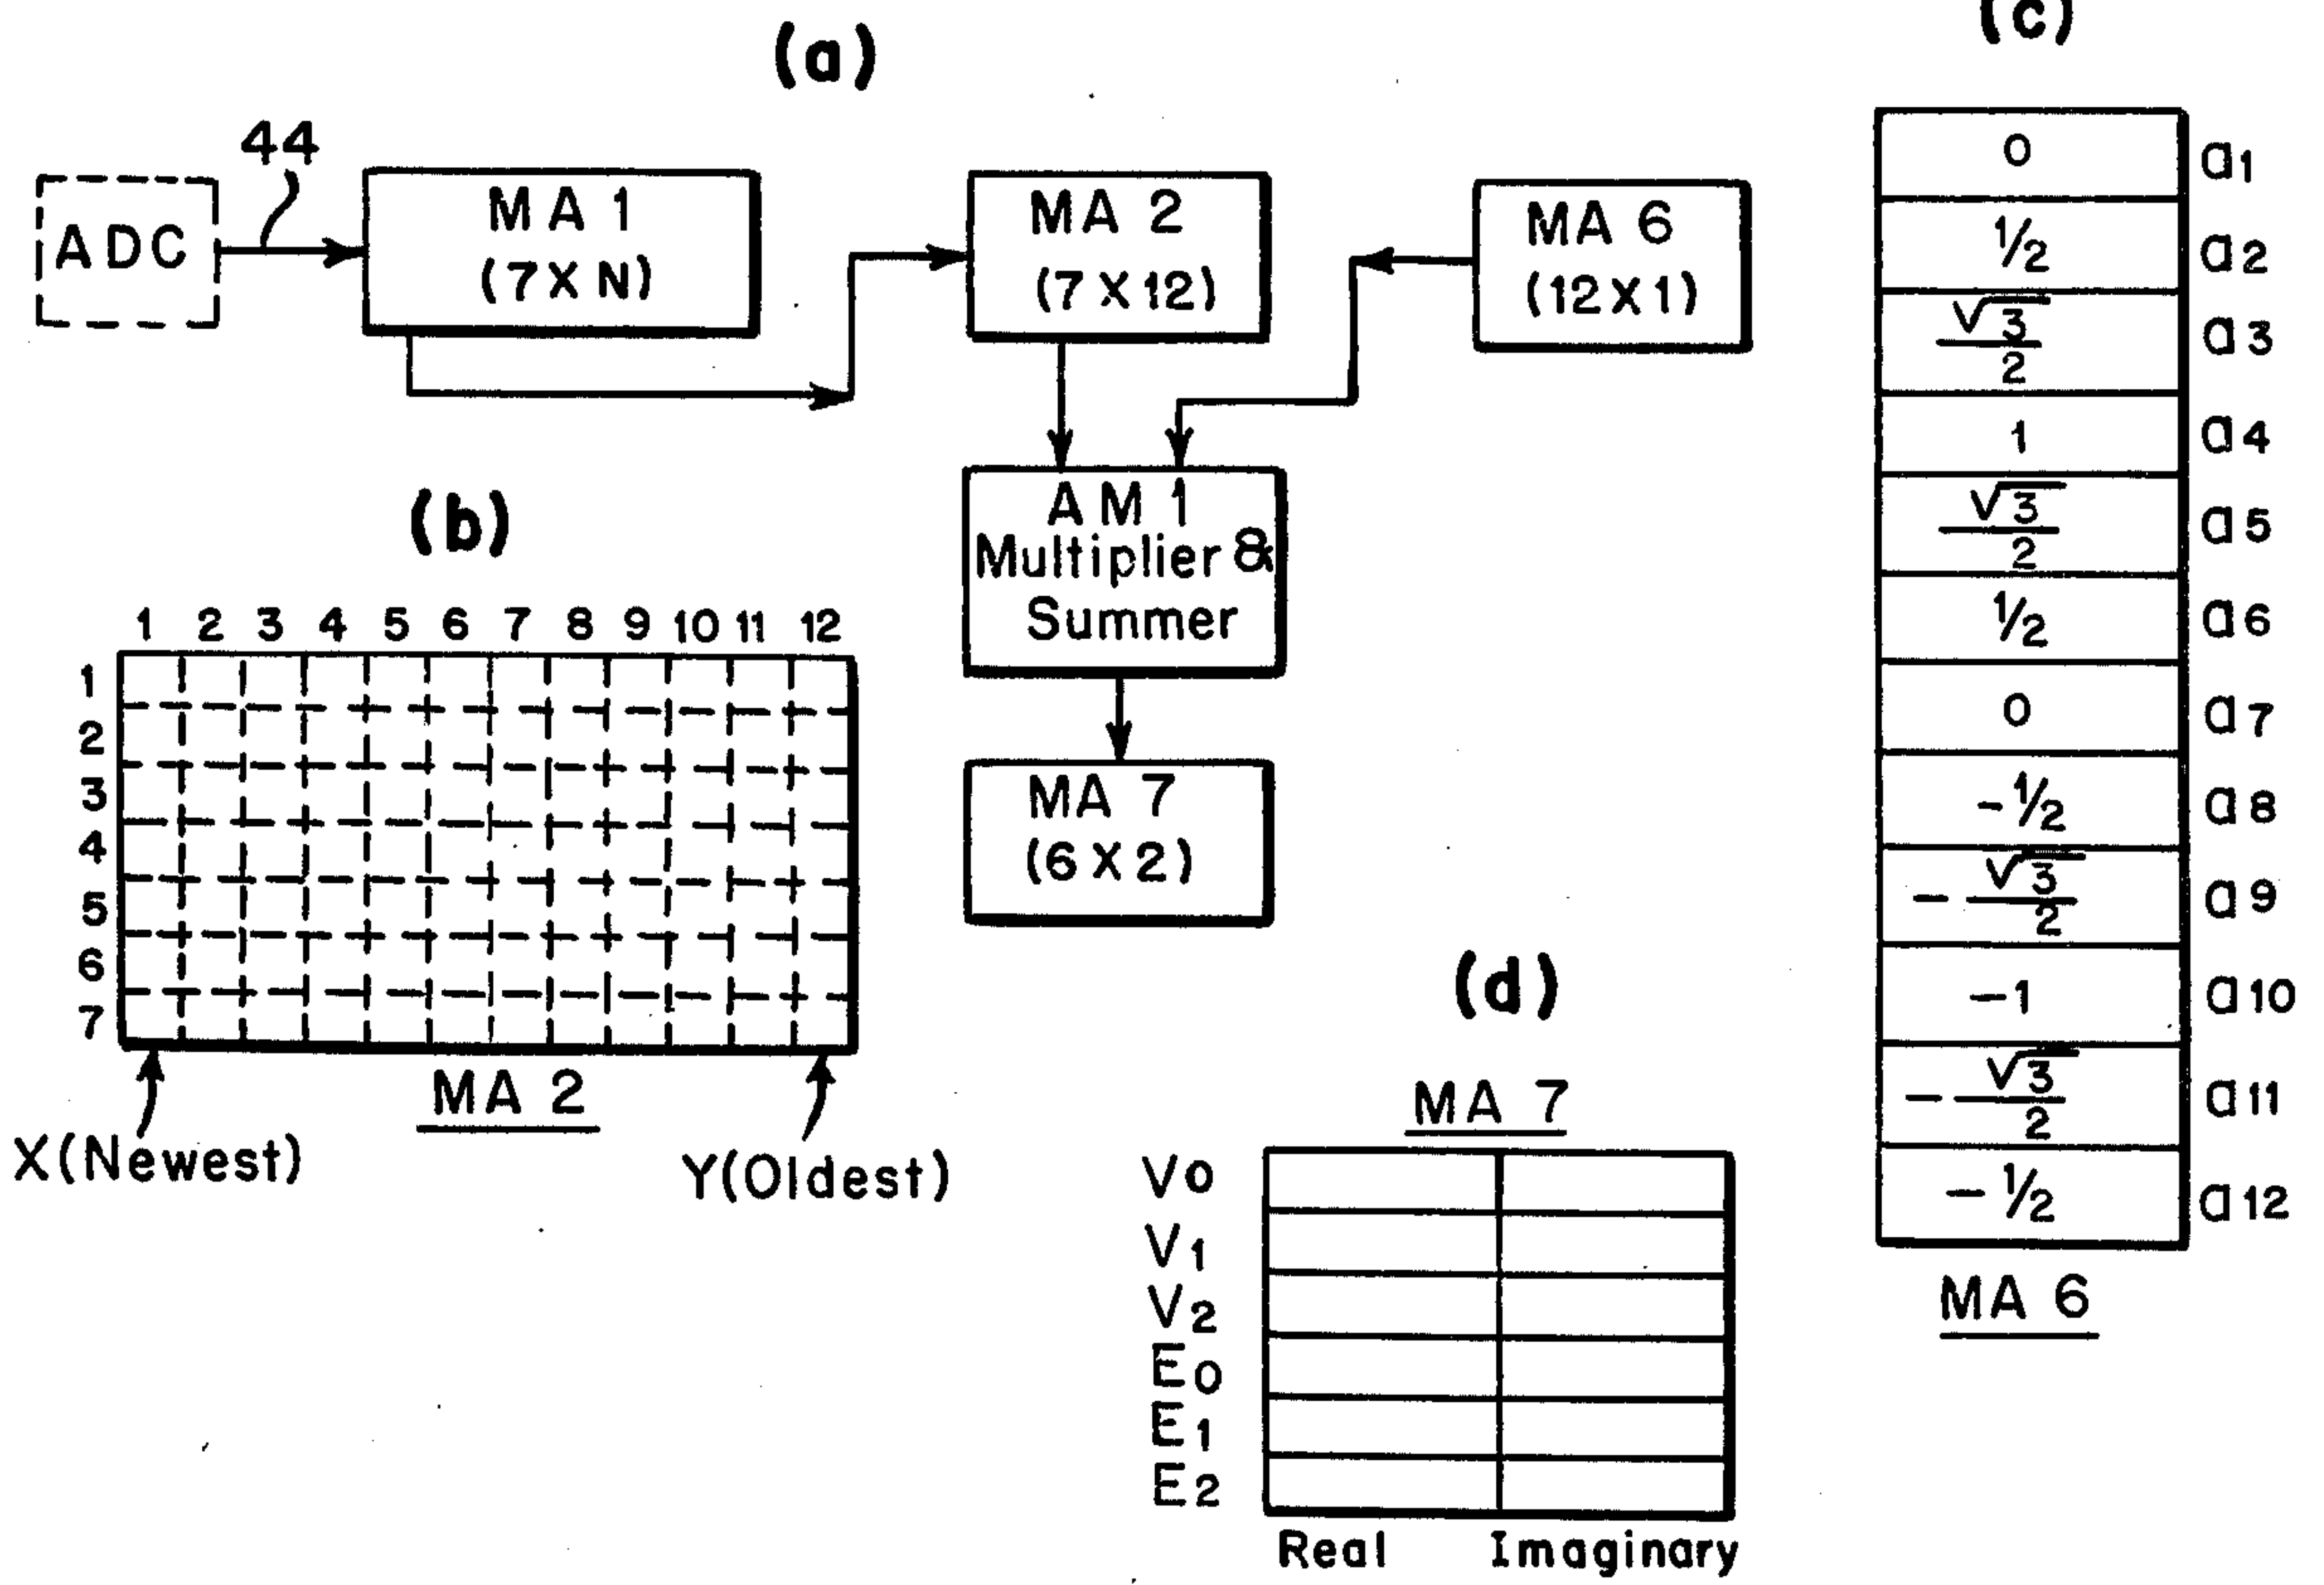 (a)
44
ADC
MA 1
(7 X N)
MA 2
(7 X 12)
MA 6
(12 X 1)
AM 1
Multiplier &
Summer
MA 7
(6 X 2)
(b)
1 2 3 4 5 6 7 8 9 10 11 12
1
2
3
4
5
6
7
X(Newest)
MA 2
Y(Oldest)
(c)
0 a1
1/2 a2
√3/2 a3
1 a4
√3/2 a5
1/2 a6
0 a7
-1/2 a8
-√3/2 a9
-1 a10
-√3/2 a11
-1/2 a12
MA 6
(d)
MA 7
V0
V1
V2
E0
E1
E2
Real Imaginary